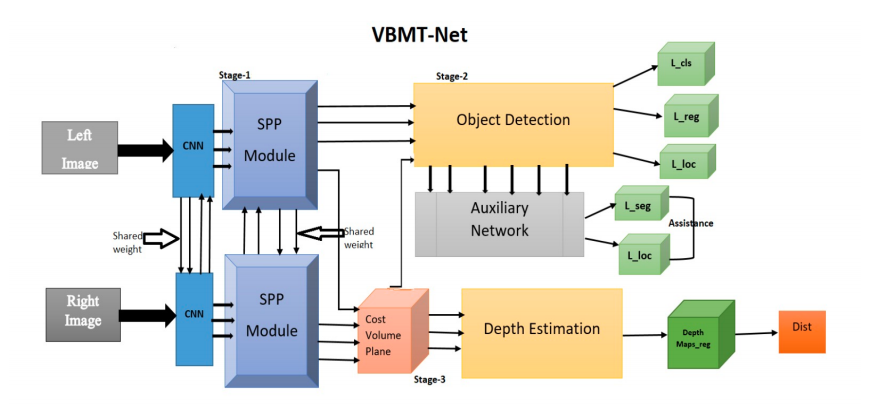 VBMT-Net
Stage-1
Stage-2
L_cls
SPP
Module
Object Detection
L_reg
Left
Image
CNN
L_loc
Auxiliary
Network
L_seg
Assistance
L_loc
Shared
weight
Shared
weight
Right
Image
CNN
SPP
Module
Cost
Volume
Plane
Depth Estimation
Depth
Maps_reg
Dist
Stage-3